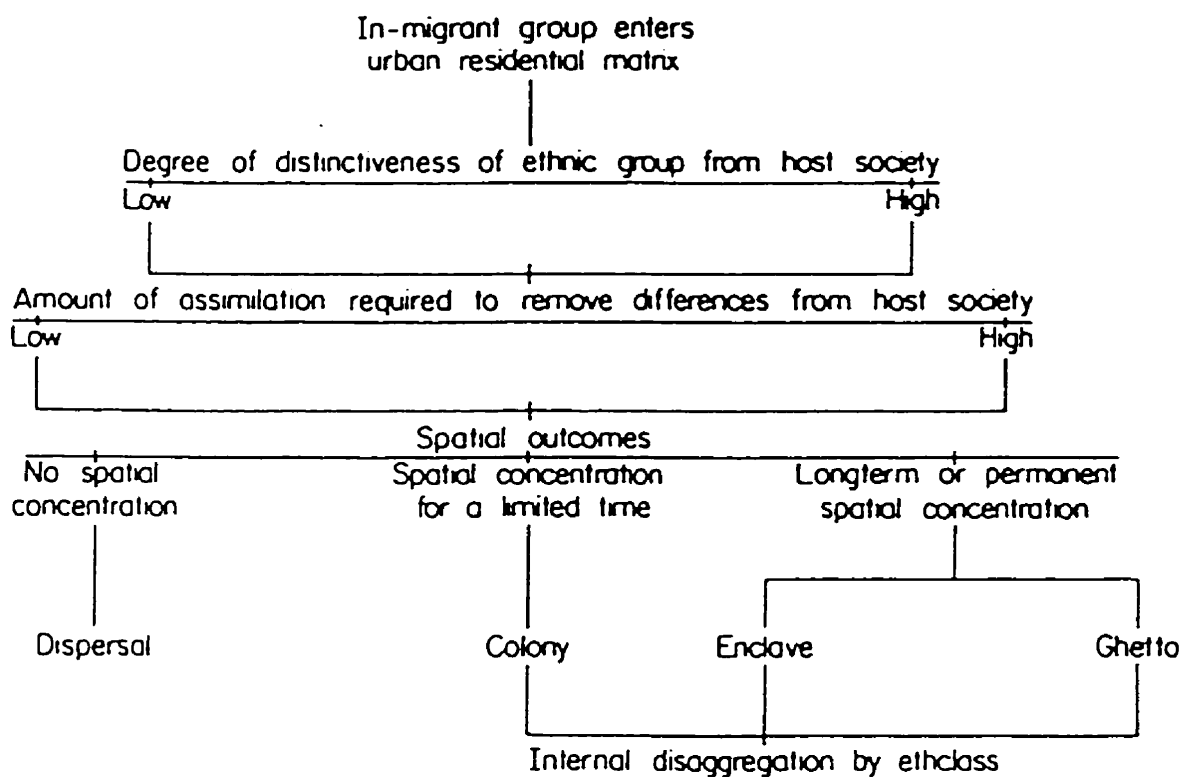 In-migrant group enters
urban residential matrix
Degree of distinctiveness of ethnic group from host society
Low High
Amount of assimilation required to remove differences from host society
Low High
Spatial outcomes
No spatial concentration
Spatial concentration for a limited time
Longterm or permanent spatial concentration
Dispersal Colony Enclave Ghetto
Internal disaggregation by ethclass